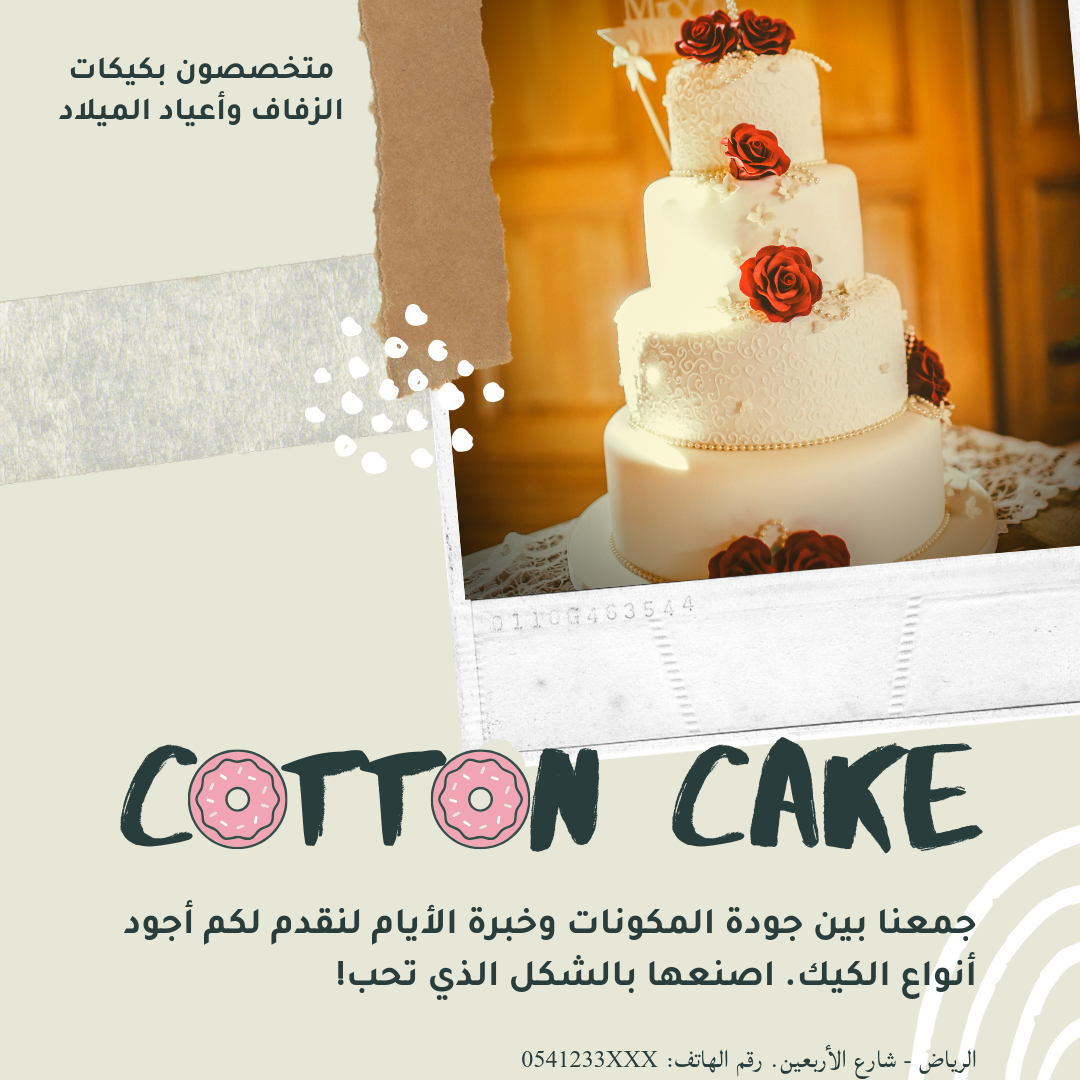 متخصصون بكيكات
الزفاف وأعياد الميلاد
0110G463544
COTTON CAKE
جمعنا بين جودة المكونات وخبرة الأيام لنقدم لكم أجود
أنواع الكيك. اصنعها بالشكل الذي تحب!
الرياض - شارع الأربعين. رقم الهاتف: 0541233XXX